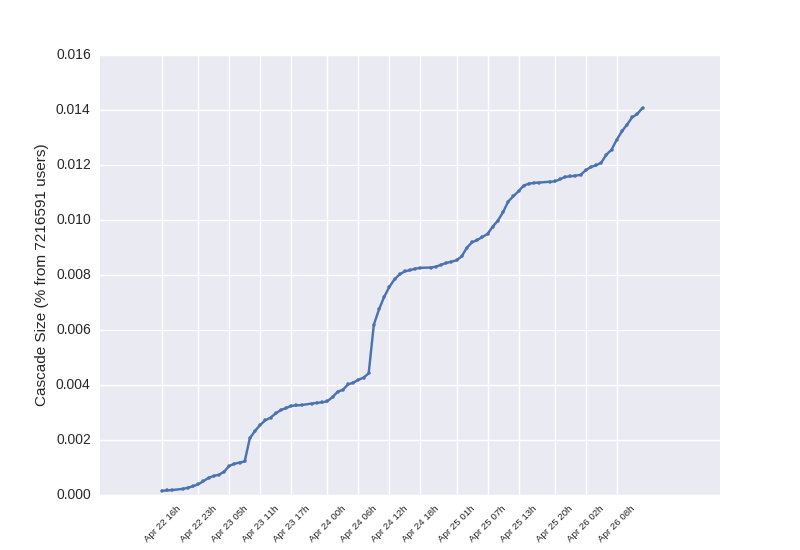 0.016
0.014
0.012
0.010
0.008
0.006
0.004
0.002
0.000
Cascade Size (% from 7216591 users)
Apr 22 16h
Apr 22 23h
Apr 23 05h
Apr 23 11h
Apr 23 17h
Apr 24 00h
Apr 24 06h
Apr 24 12h
Apr 24 18h
Apr 25 01h
Apr 25 07h
Apr 25 13h
Apr 25 20h
Apr 26 02h
Apr 26 08h